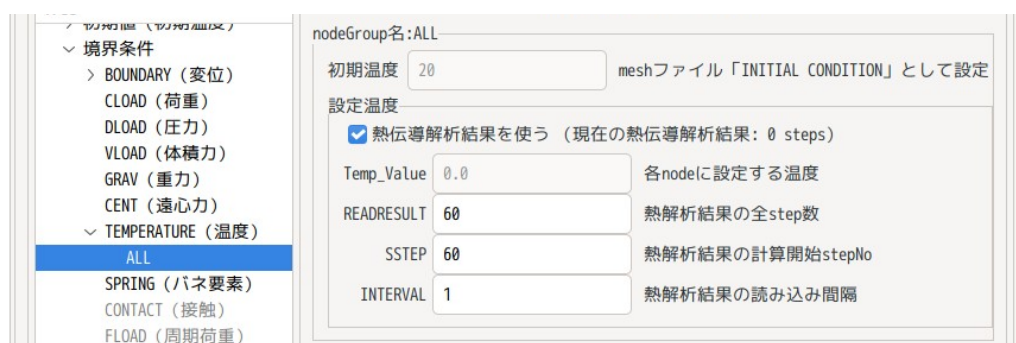 初期値 (初期温度)
境界条件
BOUNDARY (変位)
CLOAD (荷重)
DLOAD (圧力)
VLOAD (体積力)
GRAV (重力)
CENT (遠心力)
TEMPERATURE (温度)
ALL
SPRING (バネ要素)
CONTACT (接触)
FLOAD (周期荷重)
nodeGroup名:ALL
初期温度 20 meshファイル「INITIAL CONDITION」として設定
設定温度
熱伝導解析結果を使う (現在の熱伝導解析結果: 0 steps)
Temp_Value 0.0 各nodeに設定する温度
READRESULT 60 熱解析結果の全step数
SSTEP 60 熱解析結果の計算開始stepNo
INTERVAL 1 熱解析結果の読み込み間隔